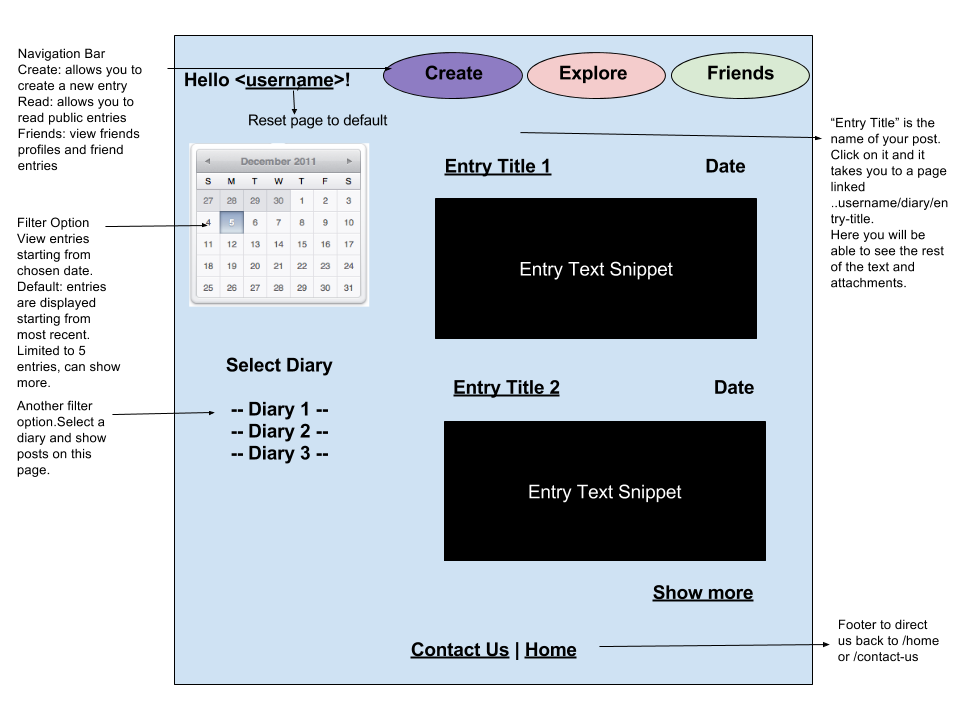 Navigation Bar
Create: allows you to
create a new entry
Read: allows you to
read public entries
Friends: view friends
profiles and friend
entries
Hello <username>!
Create
Explore
Friends
Reset page to default
December 2011
S M T W T F S
27 28 29 30 1 2 3
4 5 6 7 8 9 10
11 12 13 14 15 16 17
18 19 20 21 22 23 24
25 26 27 28 29 30 31
Filter Option
View entries
starting from
chosen date.
Default: entries
are displayed
starting from
most recent.
Limited to 5
entries, can show
more.
Another filter
option.Select a
diary and show
posts on this
page.
Select Diary
-- Diary 1 --
-- Diary 2 --
-- Diary 3 --
Entry Title 1 Date
Entry Text Snippet
Entry Title 2 Date
Entry Text Snippet
Show more
Contact Us | Home
“Entry Title” is the
name of your post.
Click on it and it
takes you to a page
linked
..username/diary/en
try-title.
Here you will be
able to see the rest
of the text and
attachments.
Footer to direct
us back to /home
or /contact-us